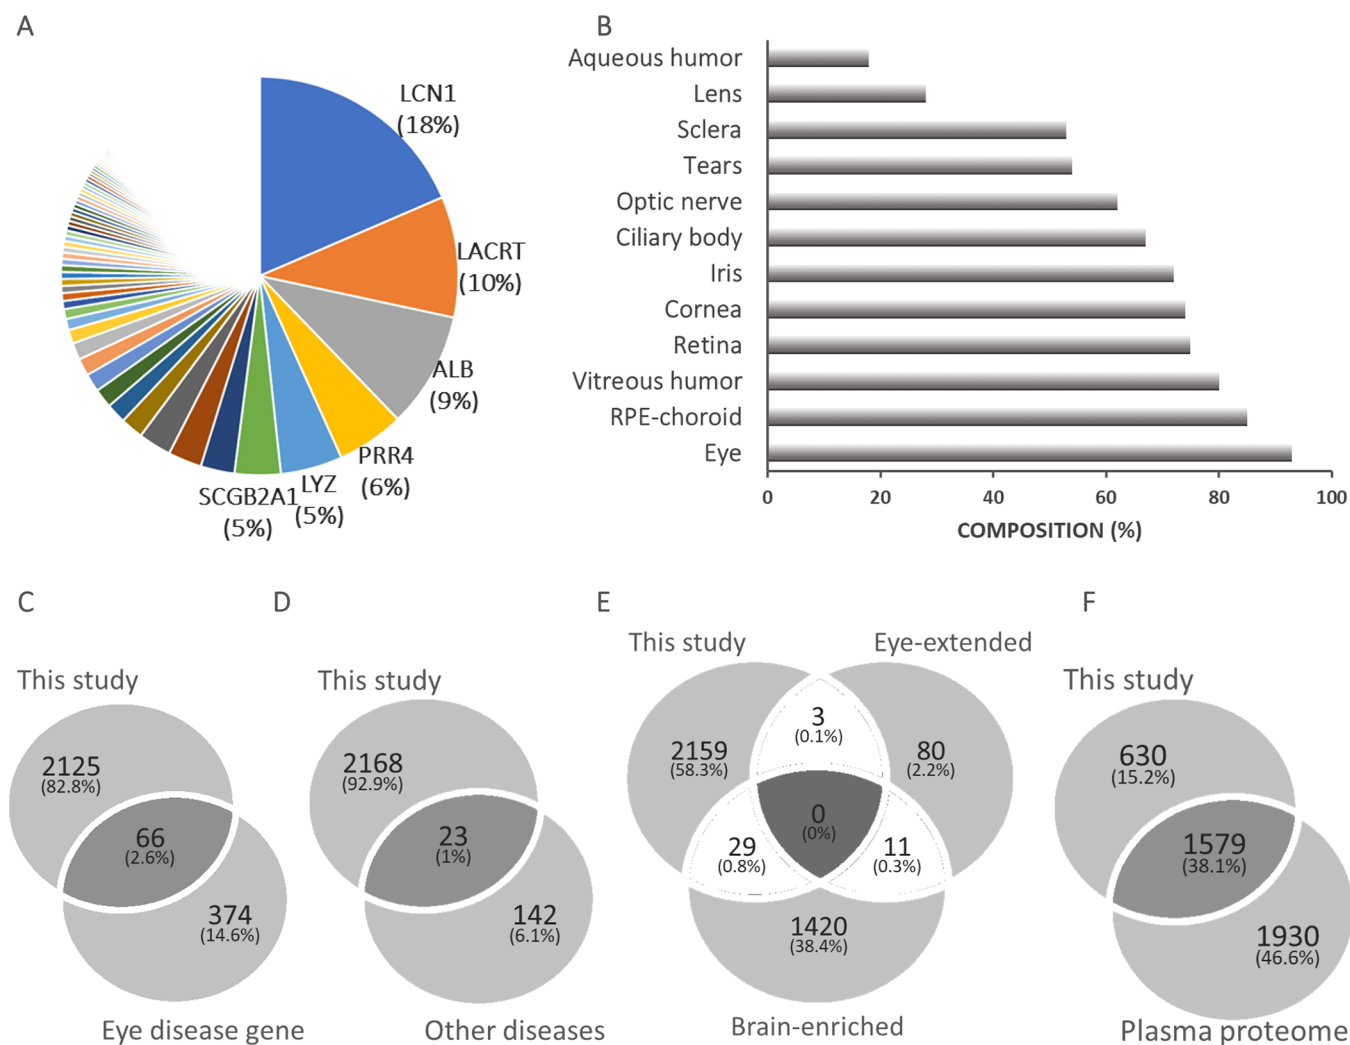 A
LCN1
(18%)
LACRT
(10%)
ALB
(9%)
PRR4
(6%)
LYZ
(5%)
SCGB2A1
(5%)
B
Aqueous humor
Lens
Sclera
Tears
Optic nerve
Ciliary body
Iris
Cornea
Retina
Vitreous humor
RPE-choroid
Eye
0 20 40 60 80 100
COMPOSITION (%)
C
This study
2125
(82.8%)
66
(2.6%)
374
(14.6%)
Eye disease gene
D
This study
2168
(92.9%)
23
(1%)
142
(6.1%)
Other diseases
E
This study
Eye-extended
3
(0.1%)
2159
(58.3%)
80
(2.2%)
0
(0%)
29
(0.8%)
11
(0.3%)
1420
(38.4%)
Brain-enriched
F
This study
630
(15.2%)
1579
(38.1%)
1930
(46.6%)
Plasma proteome